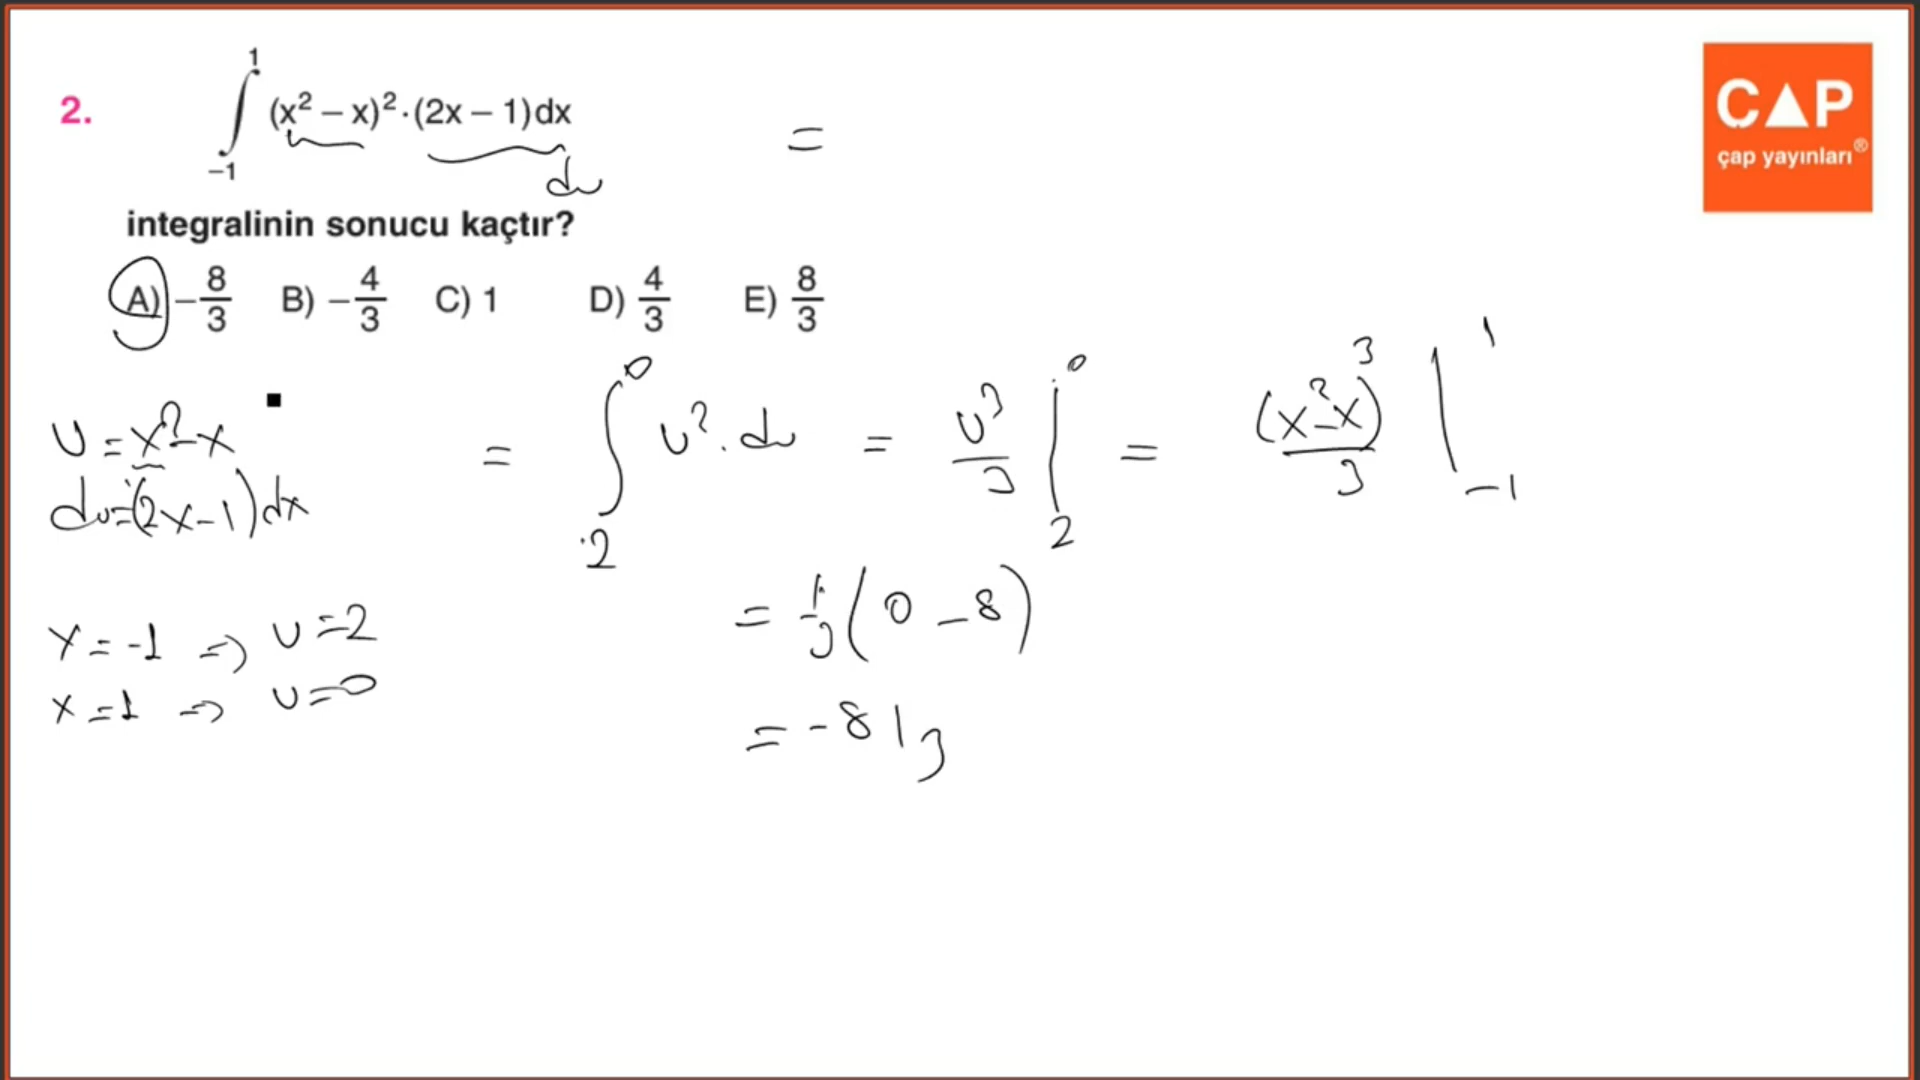 2. ∫₋₁¹ (x² – x)² · (2x – 1)dx =
du
integralinin sonucu kaçtır?
A) –8/3 B) –4/3 C) 1 D) 4/3 E) 8/3
u = x² – x
du = (2x – 1)dx
= ∫₂⁰ u² . du = u³/3 |₂⁰ = (x² – x)³/3 |₋₁¹
= 1/3 (0 – 8)
= -8/3
x = -1 => u = 2
x = 1 => u = 0
ÇAP
çap yayınları®